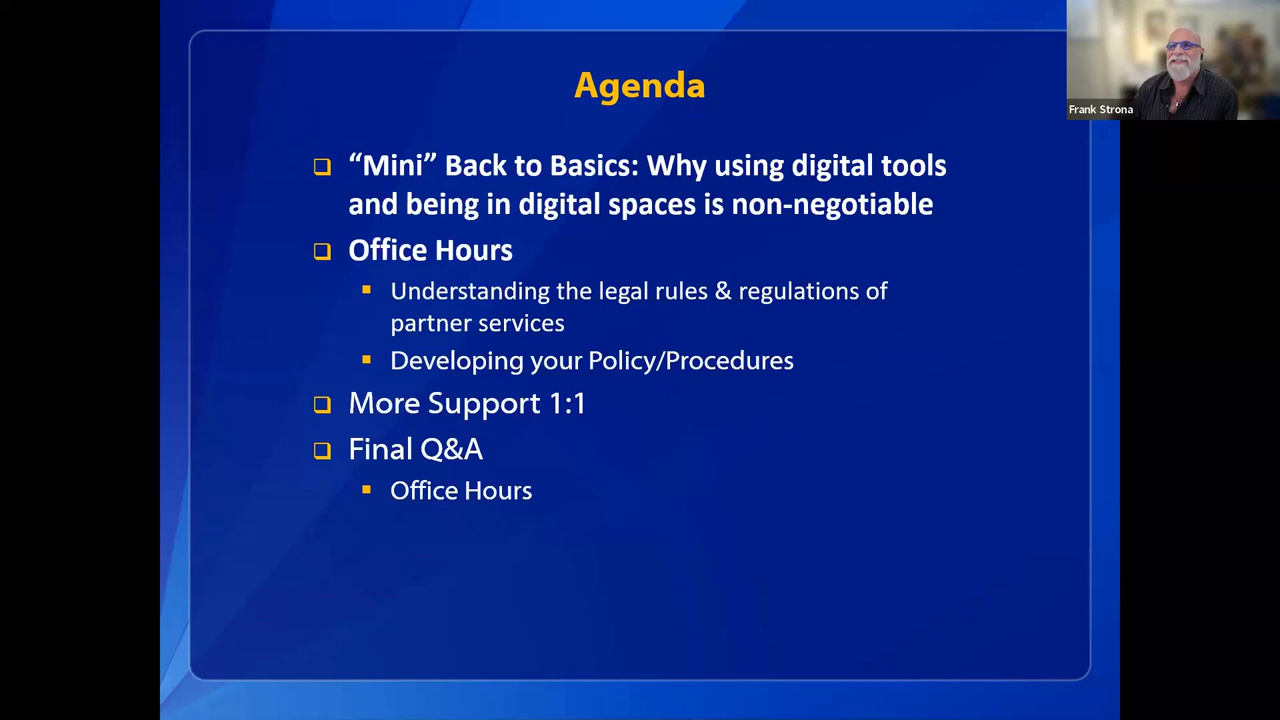 Agenda
Frank Strona
“Mini” Back to Basics: Why using digital tools
and being in digital spaces is non-negotiable
Office Hours
Understanding the legal rules & regulations of
partner services
Developing your Policy/Procedures
More Support 1:1
Final Q&A
Office Hours